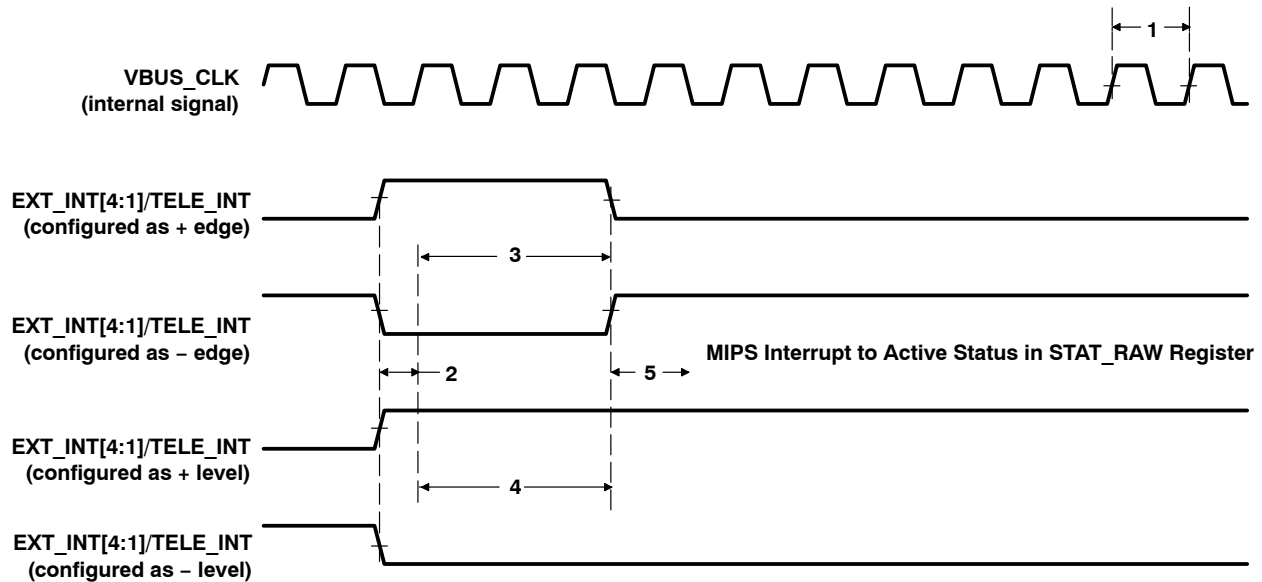 1
VBUS_CLK
(internal signal)
EXT_INT[4:1]/TELE_INT
(configured as + edge)
3
EXT_INT[4:1]/TELE_INT
(configured as − edge)
MIPS Interrupt to Active Status in STAT_RAW Register
2
5
EXT_INT[4:1]/TELE_INT
(configured as + level)
4
EXT_INT[4:1]/TELE_INT
(configured as − level)